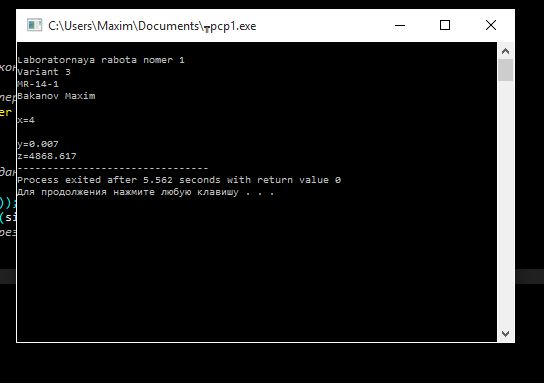 C:\Users\Maxim\Documents\╥pcp1.exe
Laboratornaya rabota nomer 1
Variant 3
MR-14-1
Bakanov Maxim
x=4
y=0.007
z=4868.617
--------------------------------
Process exited after 5.562 seconds with return value 0
Для продолжения нажмите любую клавишу . . .